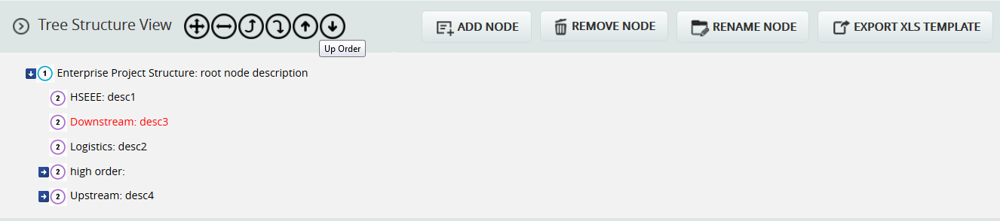 Tree Structure View ADD NODE REMOVE NODE RENAME NODE EXPORT XLS TEMPLATE
Up Order
1 Enterprise Project Structure: root node description
2 HSEEE: desc1
2 Downstream: desc3
2 Logistics: desc2
2 high order:
2 Upstream: desc4